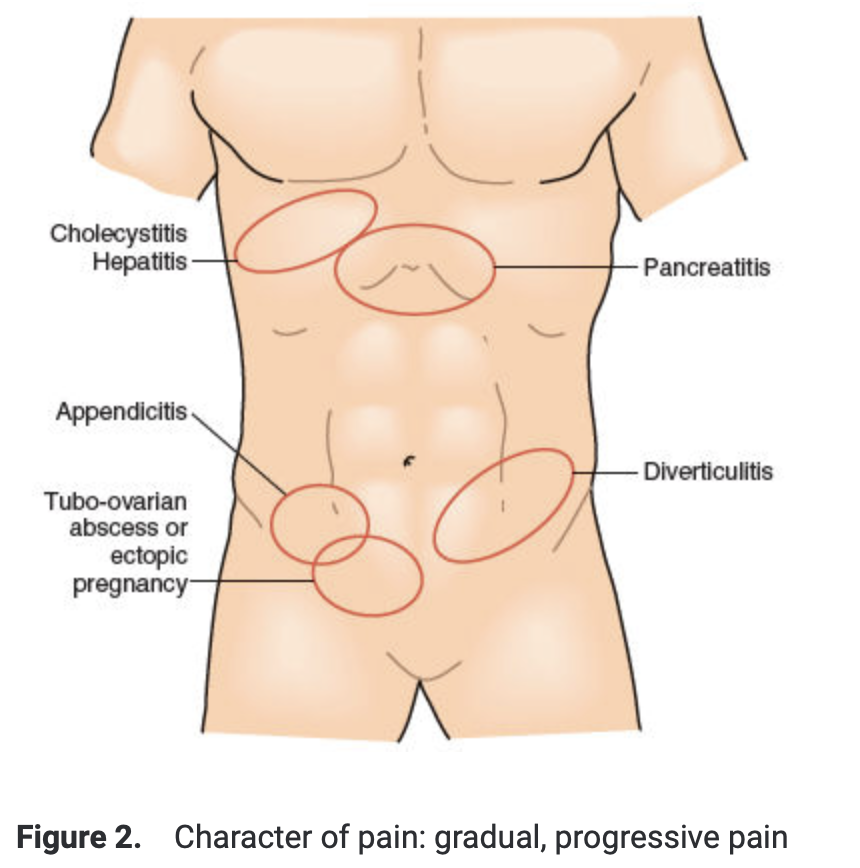 Cholecystitis
Hepatitis
Pancreatitis
Appendicitis
Diverticulitis
Tubo-ovarian
abscess or
ectopic
pregnancy
Figure 2. Character of pain: gradual, progressive pain